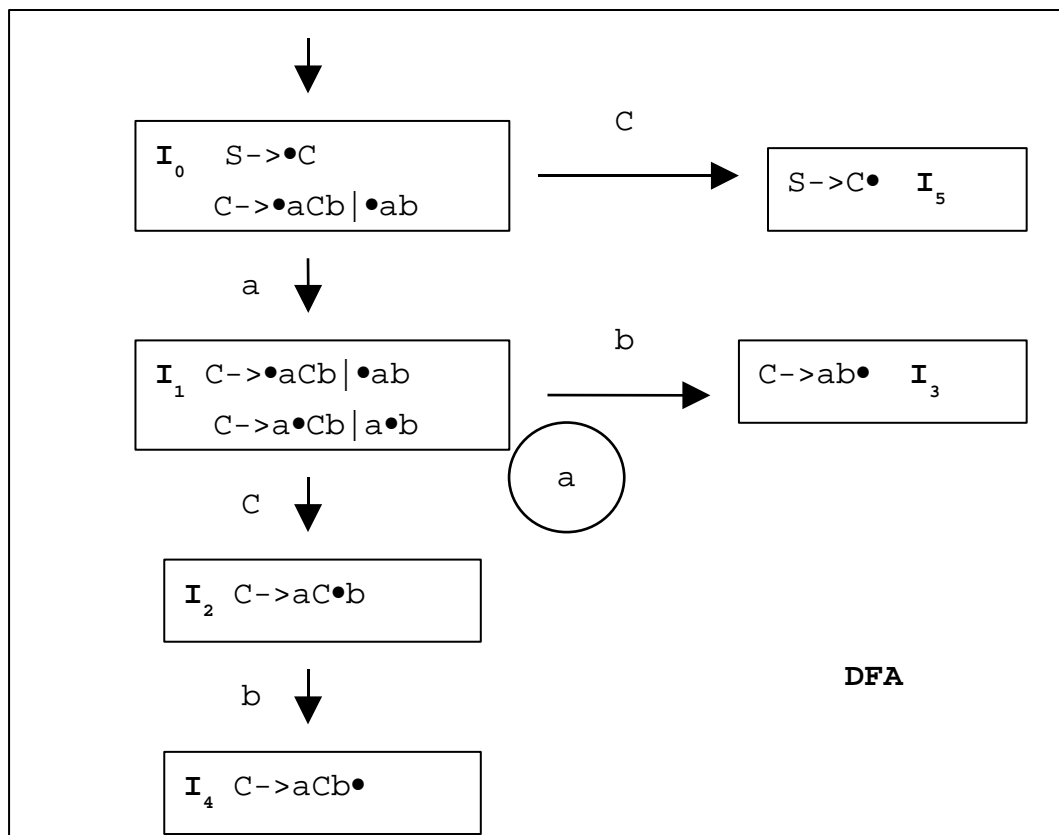 C
I₀ S->●C
C->●aCb|●ab
S->C● I₅
a
b
I₁ C->●aCb|●ab
C->a●Cb|a●b
C->ab● I₃
a
C
I₂ C->aC●b
DFA
b
I₄ C->aCb●